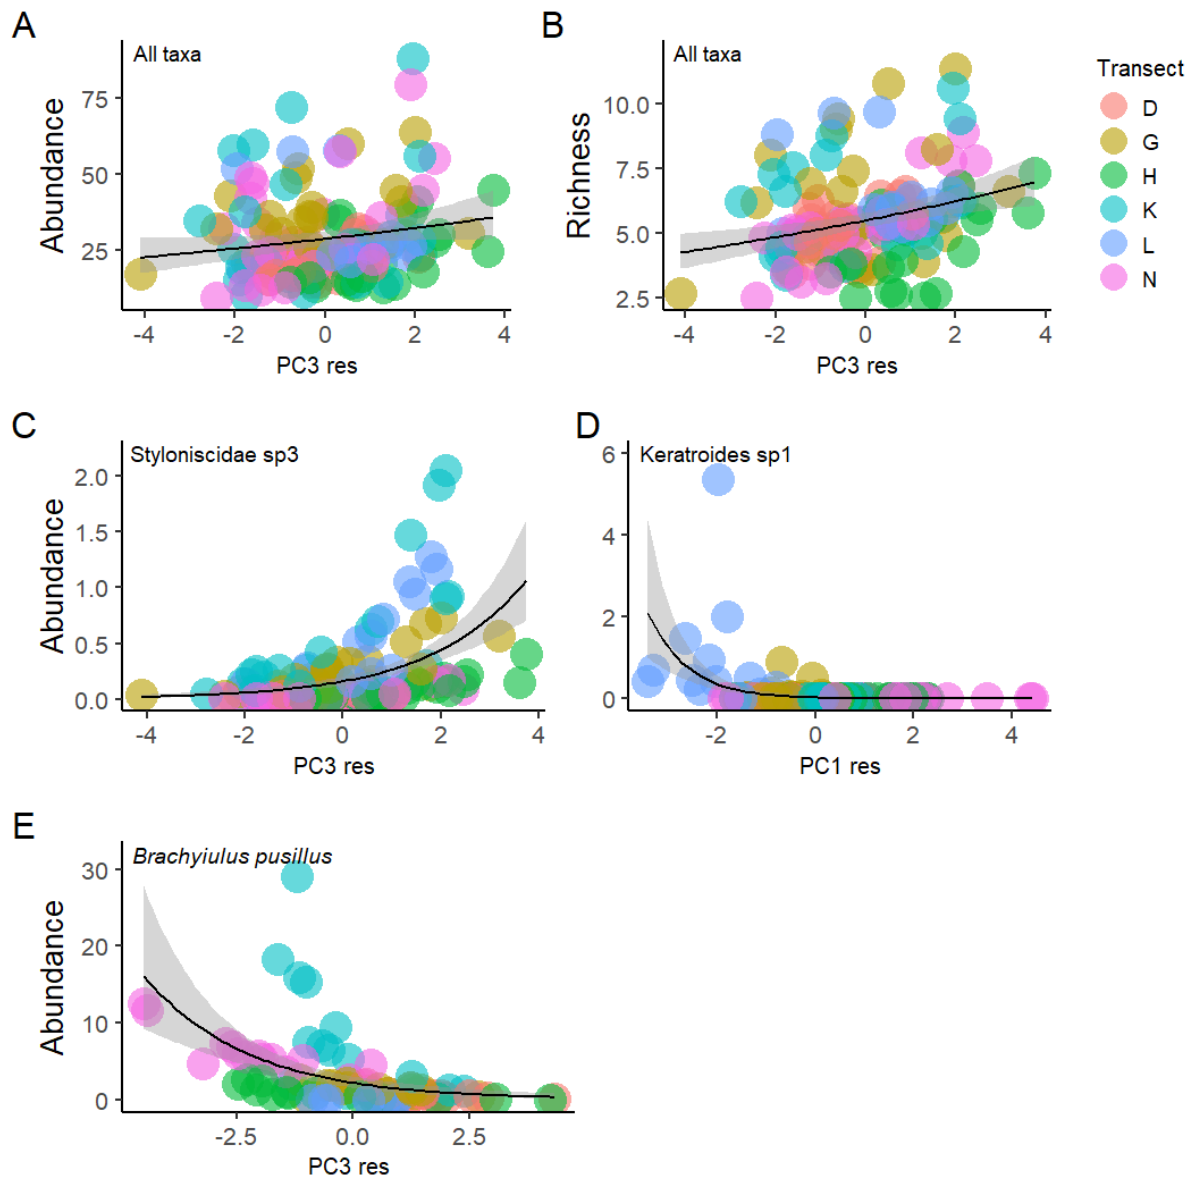 A
All taxa
Abundance
75
50
25
-4 -2 0 2 4
PC3 res
B
All taxa
Richness
10.0
7.5
5.0
2.5
-4 -2 0 2 4
PC3 res
Transect
D
G
H
K
L
N
C
Styloniscidae sp3
Abundance
2.0
1.5
1.0
0.5
0.0
-4 -2 0 2 4
PC3 res
D
Keratroides sp1
6
4
2
0
-2 0 2 4
PC1 res
E
Brachyiulus pusillus
Abundance
30
20
10
0
-2.5 0.0 2.5
PC3 res